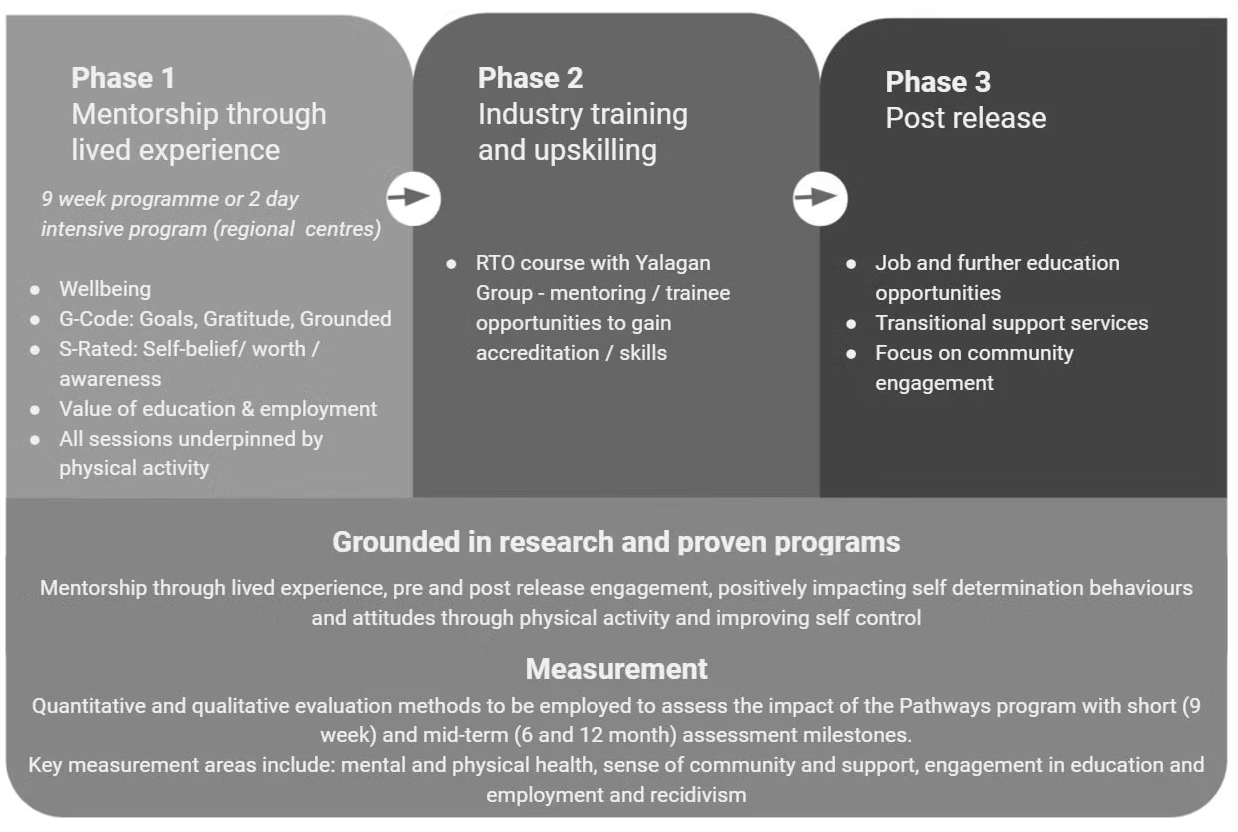 Phase 1
Mentorship through
lived experience
9 week programme or 2 day
intensive program (regional centres)
● Wellbeing
● G-Code: Goals, Gratitude, Grounded
● S-Rated: Self-belief/ worth /
awareness
● Value of education & employment
● All sessions underpinned by
physical activity
Phase 2
Industry training
and upskilling
● RTO course with Yalagan
Group - mentoring / trainee
opportunities to gain
accreditation / skills
Phase 3
Post release
● Job and further education
opportunities
● Transitional support services
● Focus on community
engagement
Grounded in research and proven programs
Mentorship through lived experience, pre and post release engagement, positively impacting self determination behaviours
and attitudes through physical activity and improving self control
Measurement
Quantitative and qualitative evaluation methods to be employed to assess the impact of the Pathways program with short (9
week) and mid-term (6 and 12 month) assessment milestones.
Key measurement areas include: mental and physical health, sense of community and support, engagement in education and
employment and recidivism